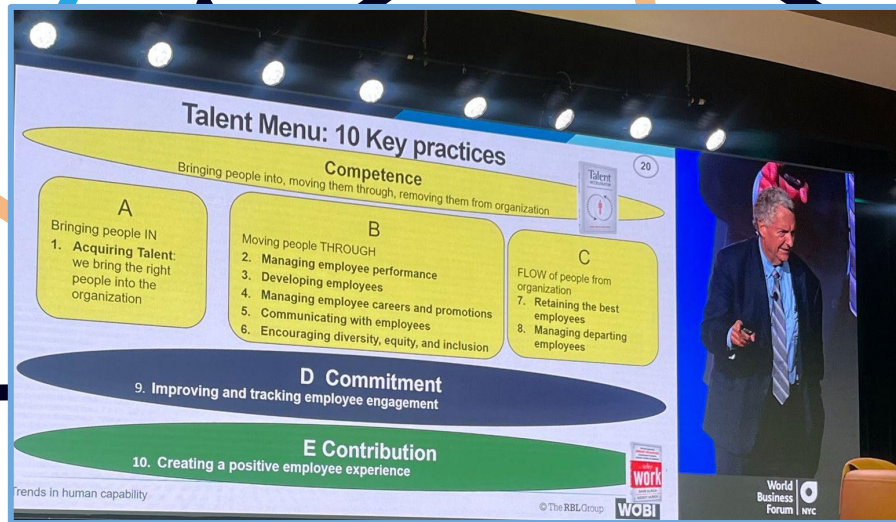 Talent Menu: 10 Key practices
20
Competence
Bringing people into, moving them through, removing them from organization
Talent
A
Bringing people IN
1. Acquiring Talent:
we bring the right
people into the
organization
B
Moving people THROUGH
2. Managing employee performance
3. Developing employees
4. Managing employee careers and promotions
5. Communicating with employees
6. Encouraging diversity, equity, and inclusion
C
FLOW of people from
organization
7. Retaining the best
employees
8. Managing departing
employees
D Commitment
9. Improving and tracking employee engagement
E Contribution
10. Creating a positive employee experience
work
Trends in human capability
© The RBL Group
WOBI
World
Business
Forum
NYC